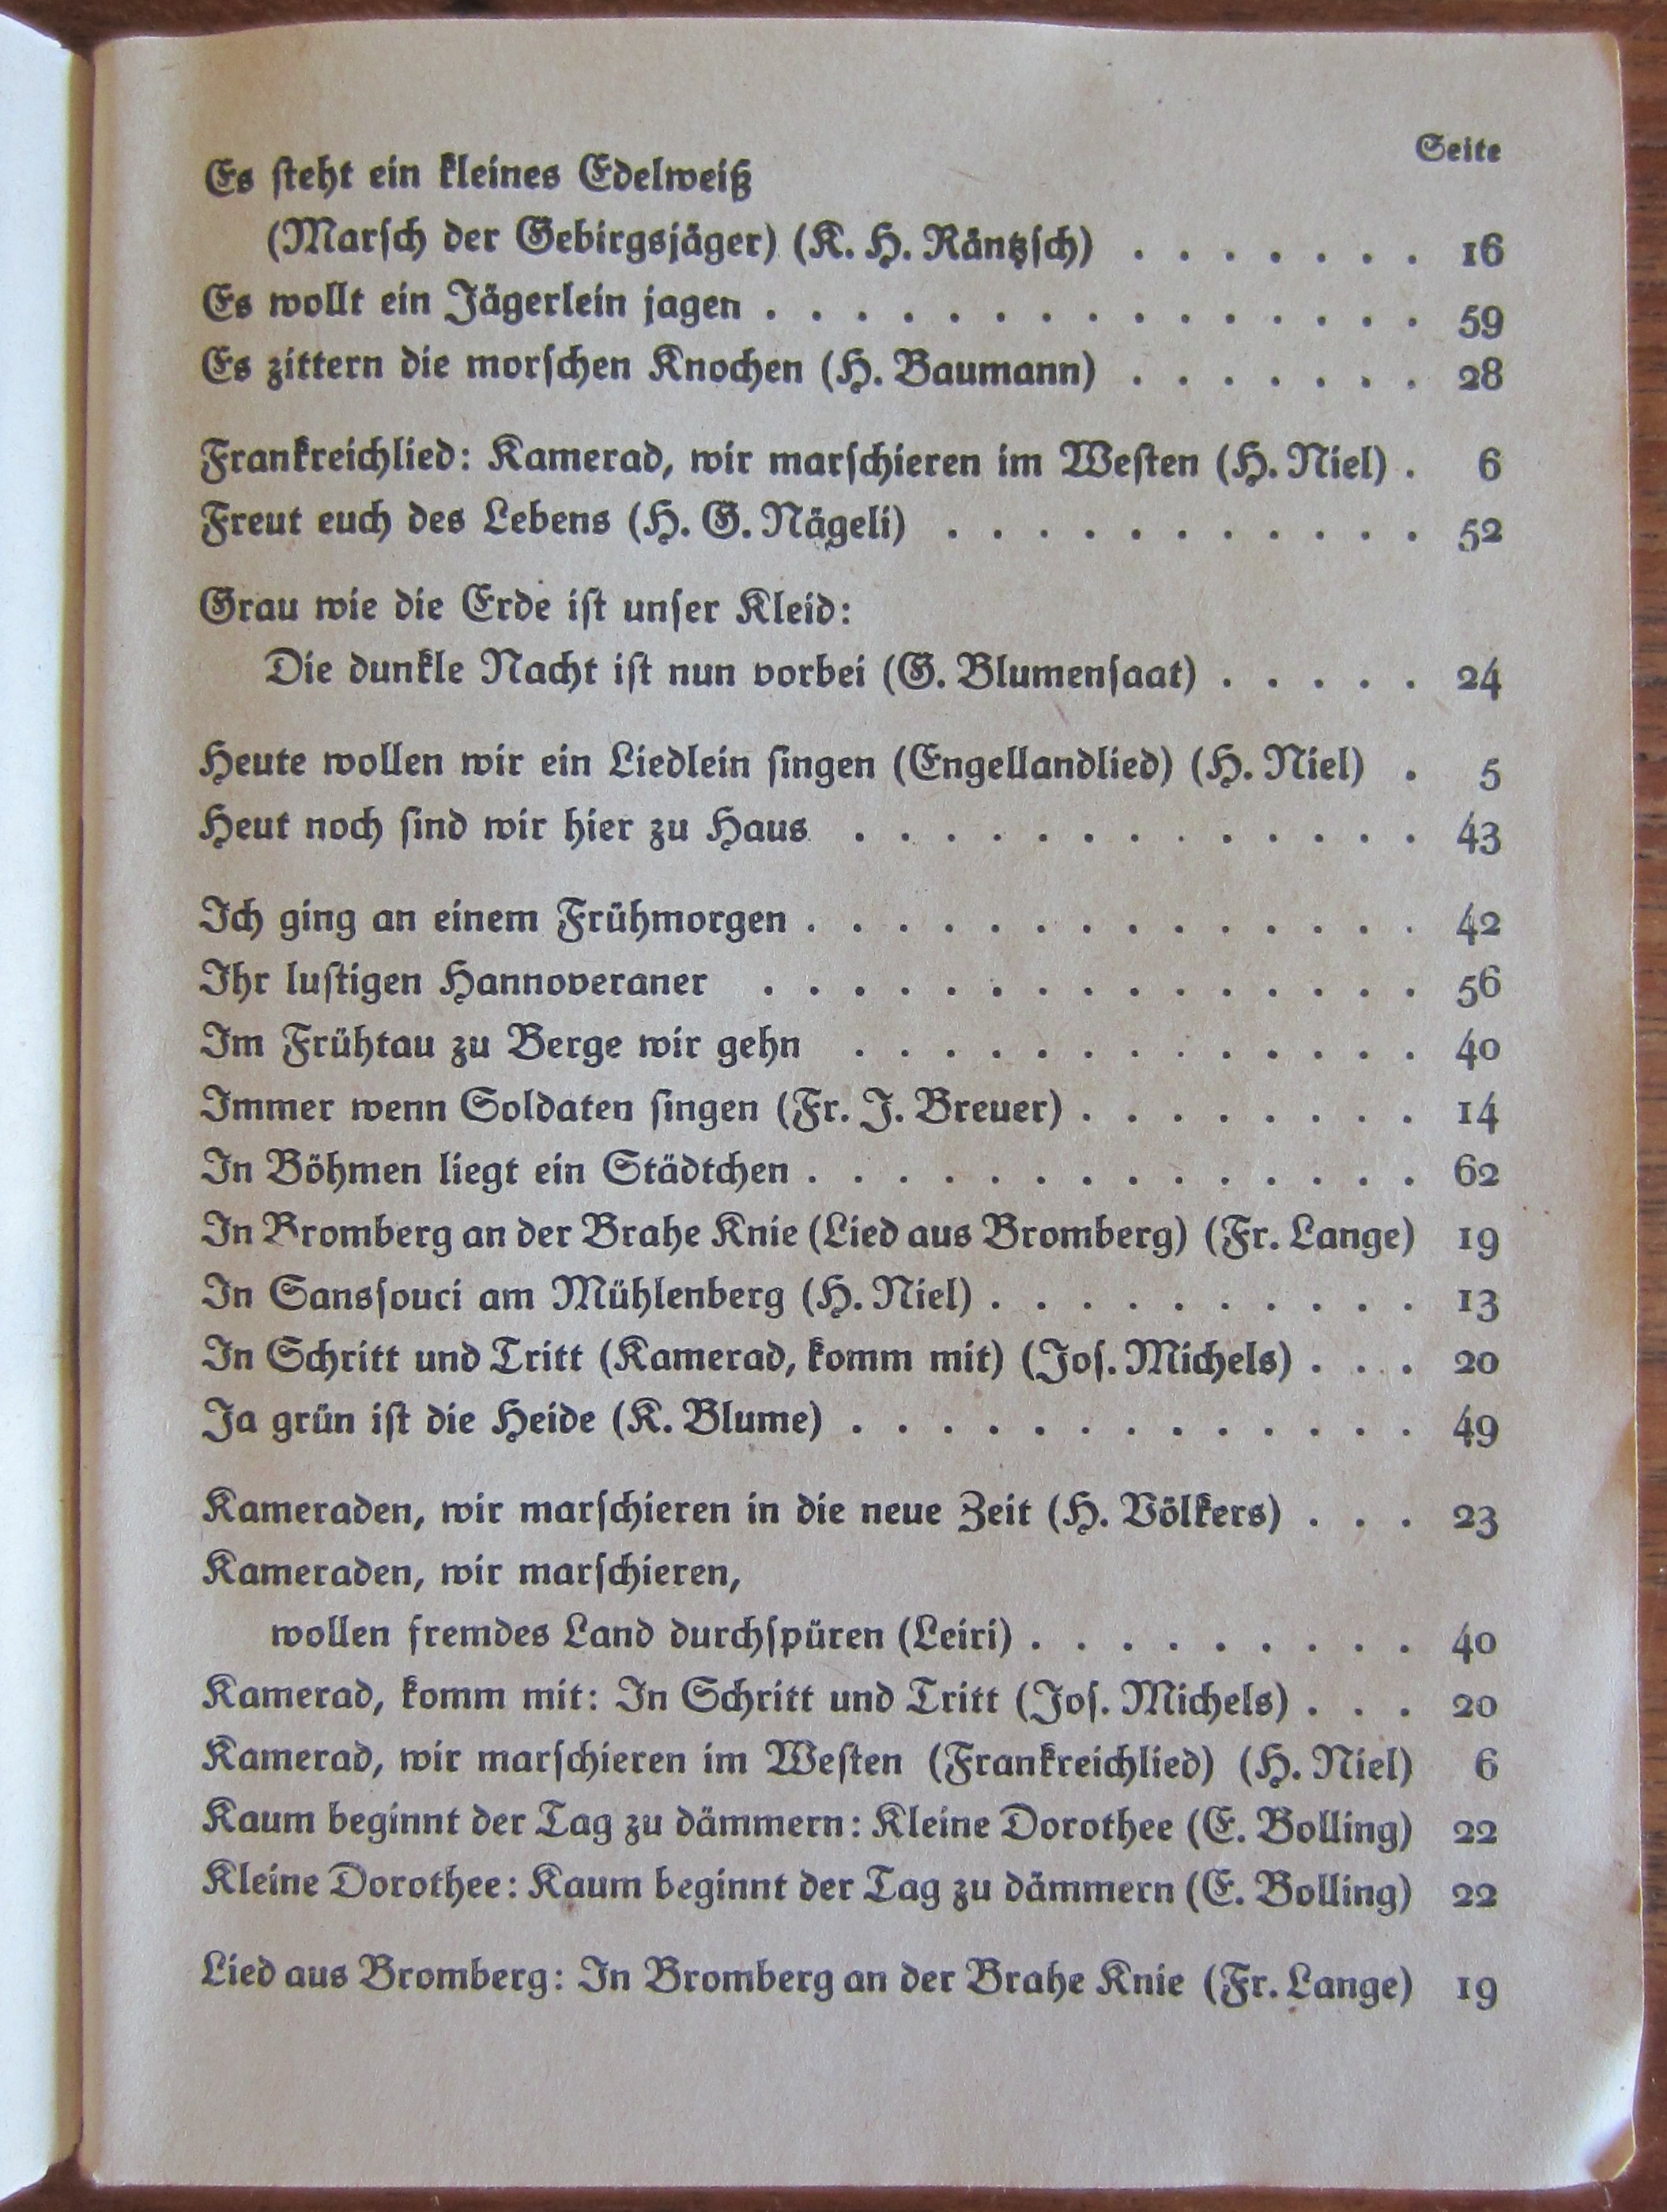 Seite
Es ſteht ein kleines Edelweiß
(Marſch der Gebirgsjäger) (K. H. Räntzſch) . . . . . . . 16
Es wollt ein Jägerlein jagen . . . . . . . . . . . . . . . 59
Es zittern die morſchen Knochen (H. Baumann) . . . . . . . 28
Frankreichlied: Kamerad, wir marſchieren im Weſten (H. Niel) . 6
Freut euch des Lebens (H. G. Nägeli) . . . . . . . . . . . 52
Grau wie die Erde iſt unſer Kleid:
Die dunkle Nacht iſt nun vorbei (G. Blumenſaat) . . . . . 24
Heute wollen wir ein Liedlein ſingen (Engellandlied) (H. Niel) . 5
Heut noch ſind wir hier zu Haus . . . . . . . . . . . . . 43
Ich ging an einem Frühmorgen . . . . . . . . . . . . . . 42
Ihr luſtigen Hannoveraner . . . . . . . . . . . . . . . 56
Im Frühtau zu Berge wir gehn . . . . . . . . . . . . . 40
Immer wenn Soldaten ſingen (Fr. J. Breuer) . . . . . . . . 14
In Böhmen liegt ein Städtchen . . . . . . . . . . . . . . 62
In Bromberg an der Brahe Knie (Lied aus Bromberg) (Fr. Lange) 19
In Sansſouci am Mühlenberg (H. Niel) . . . . . . . . . . 13
In Schritt und Tritt (Kamerad, komm mit) (Joſ. Michels) . . . 20
Ja grün iſt die Heide (K. Blume) . . . . . . . . . . . . . 49
Kameraden, wir marſchieren in die neue Zeit (H. Völkers) . . . 23
Kameraden, wir marſchieren,
wollen fremdes Land durchſpüren (Leiri) . . . . . . . . . 40
Kamerad, komm mit: In Schritt und Tritt (Joſ. Michels) . . . 20
Kamerad, wir marſchieren im Weſten (Frankreichlied) (H. Niel) 6
Kaum beginnt der Tag zu dämmern: Kleine Dorothee (E. Bolling) 22
Kleine Dorothee: Kaum beginnt der Tag zu dämmern (E. Bolling) 22
Lied aus Bromberg: In Bromberg an der Brahe Knie (Fr. Lange) 19